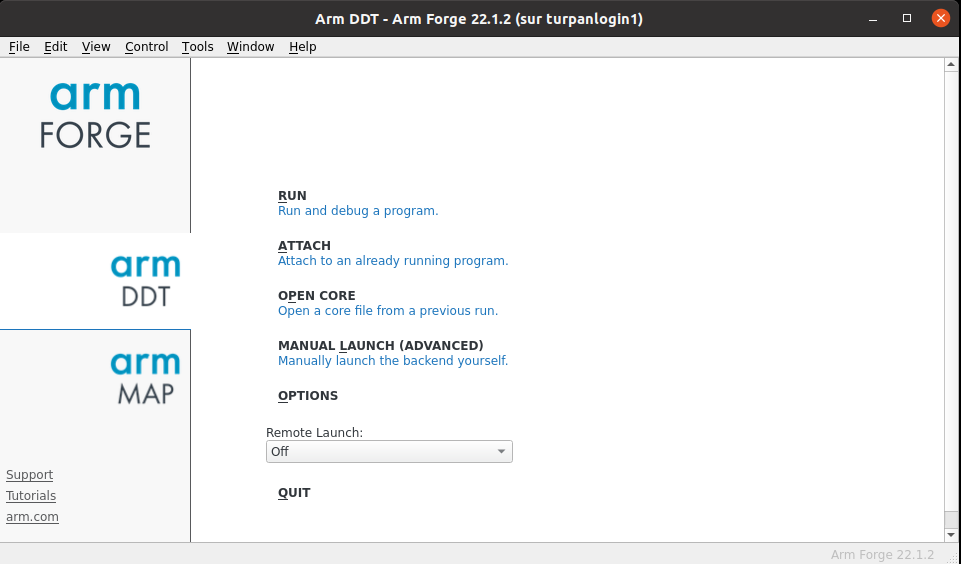 Arm DDT - Arm Forge 22.1.2 (sur turpanlogin1)
File Edit View Control Tools Window Help
arm
FORGE
arm
DDT
arm
MAP
Support
Tutorials
arm.com
RUN
Run and debug a program.
ATTACH
Attach to an already running program.
OPEN CORE
Open a core file from a previous run.
MANUAL LAUNCH (ADVANCED)
Manually launch the backend yourself.
OPTIONS
Remote Launch:
Off
QUIT
Arm Forge 22.1.2